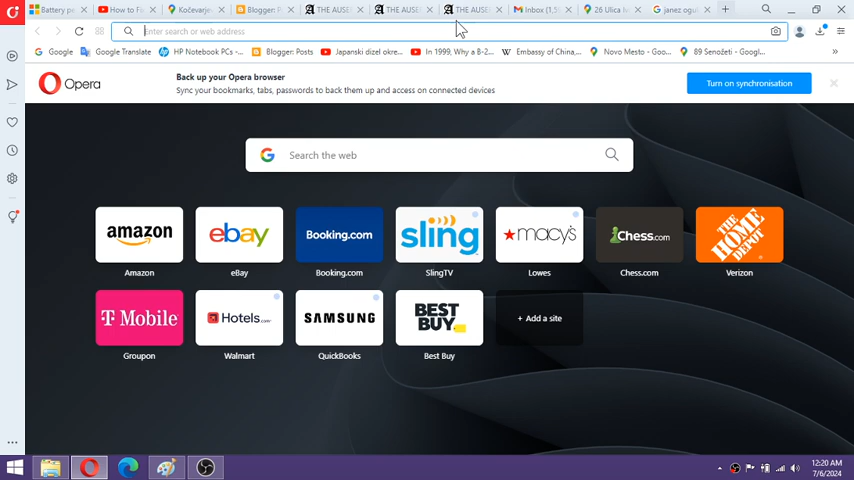 Battery pe
How to Fi
Kočevarjev
Blogger: P
THE AUSE
THE AUSE
THE AUSE
Inbox (1,5
26 Ulica M
janez ogu
Enter search or web address
Google
Google Translate
HP Notebook PCs -...
Blogger: Posts
Japanski dizel okre...
In 1999, Why a B-2...
Embassy of China,...
Novo Mesto - Goo...
89 Šenožeti - Googl...
Opera
Back up your Opera browser
Sync your bookmarks, tabs, passwords to back them up and access on connected devices
Turn on synchronisation
Search the web
amazon
ebay
Booking.com
sling
macy's
Chess.com
THE HOME DEPOT
Amazon
eBay
Booking.com
SlingTV
Lowes
Chess.com
Verizon
T Mobile
Hotels.com
SAMSUNG
BEST BUY
+ Add a site
Groupon
Walmart
QuickBooks
Best Buy
12:20 AM
7/6/2024